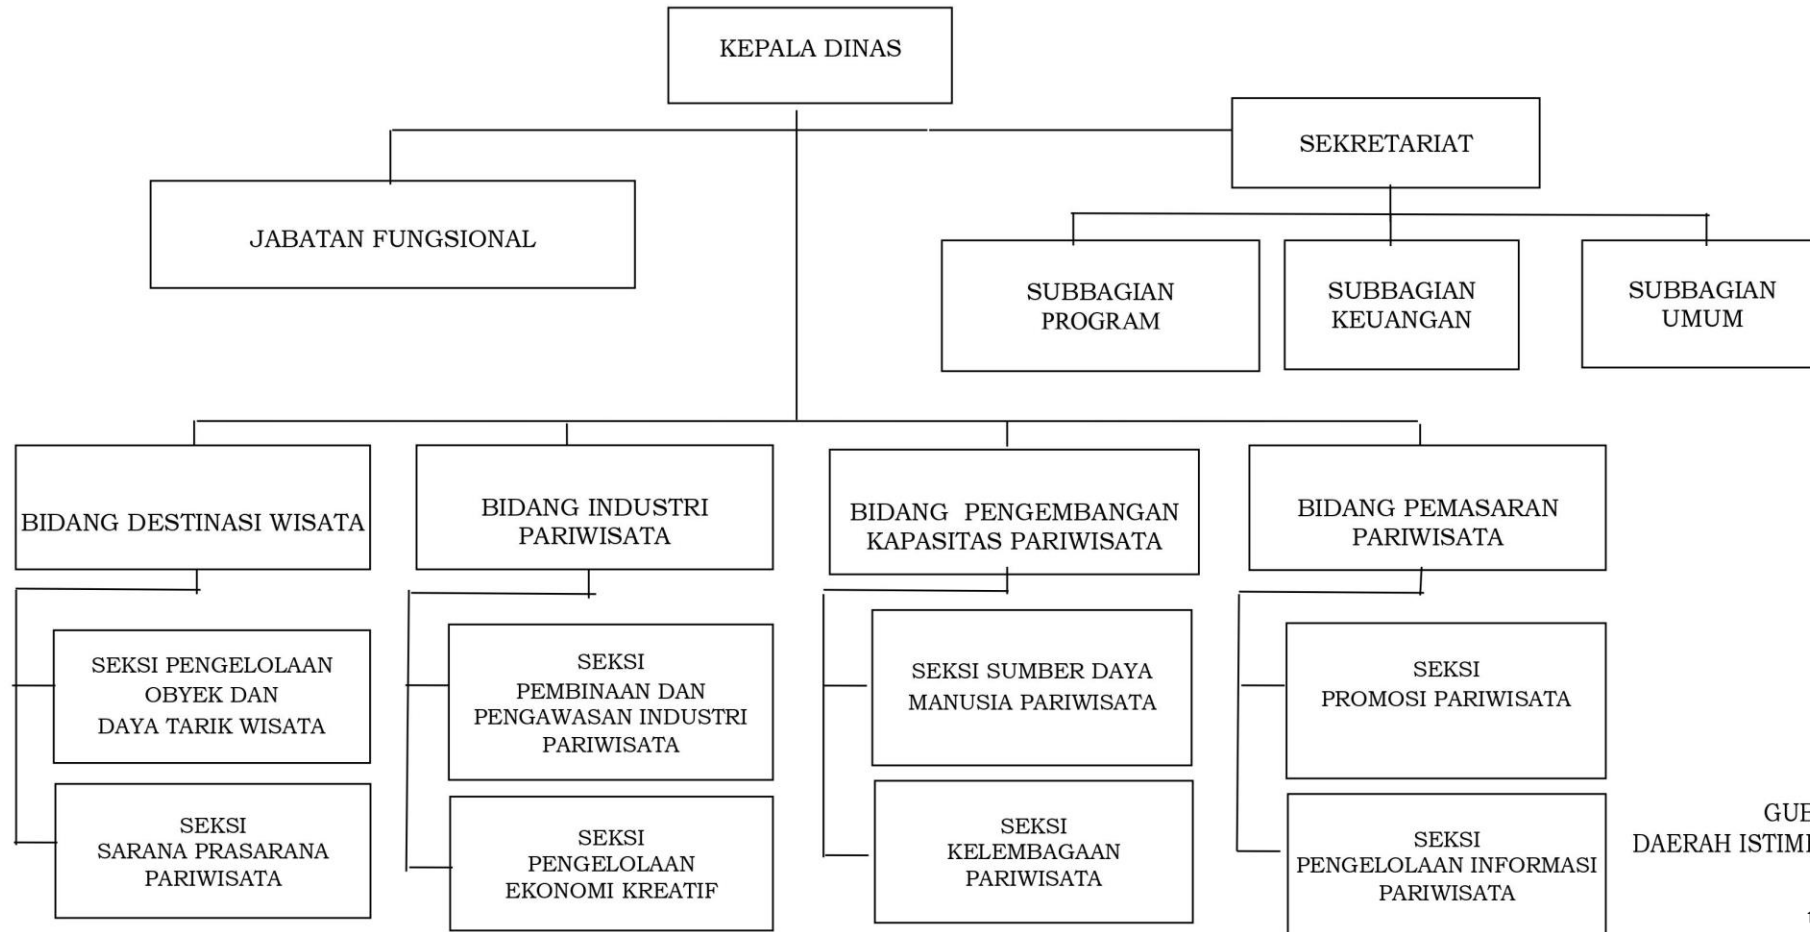 KEPALA DINAS
SEKRETARIAT
JABATAN FUNGSIONAL
SUBBAGIAN
PROGRAM
SUBBAGIAN
KEUANGAN
SUBBAGIAN
UMUM
BIDANG DESTINASI WISATA
BIDANG INDUSTRI
PARIWISATA
BIDANG PENGEMBANGAN
KAPASITAS PARIWISATA
BIDANG PEMASARAN
PARIWISATA
SEKSI PENGELOLAAN
OBYEK DAN
DAYA TARIK WISATA
SEKSI
PEMBINAAN DAN
PENGAWASAN INDUSTRI
PARIWISATA
SEKSI SUMBER DAYA
MANUSIA PARIWISATA
SEKSI
PROMOSI PARIWISATA
SEKSI
SARANA PRASARANA
PARIWISATA
SEKSI
PENGELOLAAN
EKONOMI KREATIF
SEKSI
KELEMBAGAAN
PARIWISATA
SEKSI
PENGELOLAAN INFORMASI
PARIWISATA
DAERAH